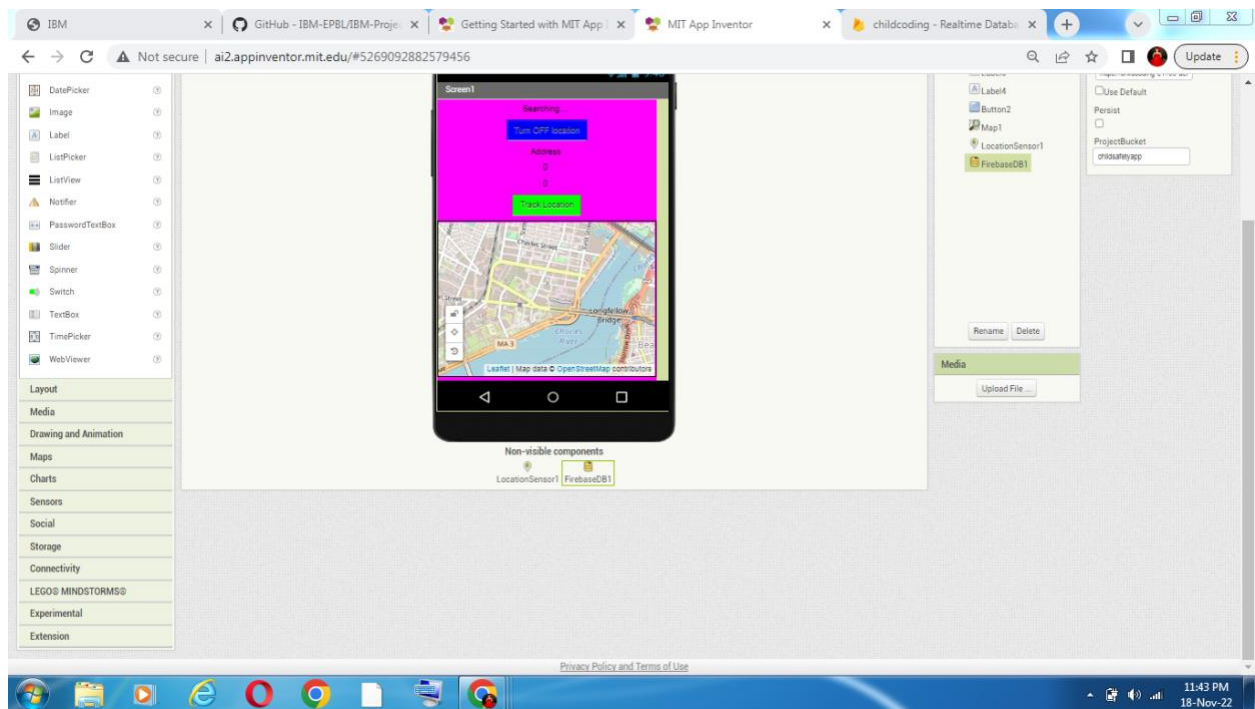 IBM
GitHub - IBM-EPBL/IBM-Proje
Getting Started with MIT App I
MIT App Inventor
childcoding - Realtime Databa
Not secure
ai2.appinventor.mit.edu/#5269092882579456
Update
DatePicker
Image
Label
ListPicker
ListView
Notifier
PasswordTextBox
Slider
Spinner
Switch
TextBox
TimePicker
WebViewer
Layout
Media
Drawing and Animation
Maps
Charts
Sensors
Social
Storage
Connectivity
LEGO® MINDSTORMS®
Experimental
Extension
Screen1
Searching...
Turn OFF location
Address
0
0
Track Location
Charles Street
Longfellow
Bridge
Charles
River
MA 3
Leaflet | Map data © OpenStreetMap contributors
Non-visible components
LocationSensor1
FirebaseDB1
Label4
Button2
Map1
LocationSensor1
FirebaseDB1
Rename
Delete
Media
Upload File ...
Use Default
Persist
ProjectBucket
childsafetyapp
Privacy Policy and Terms of Use
11:43 PM
18-Nov-22